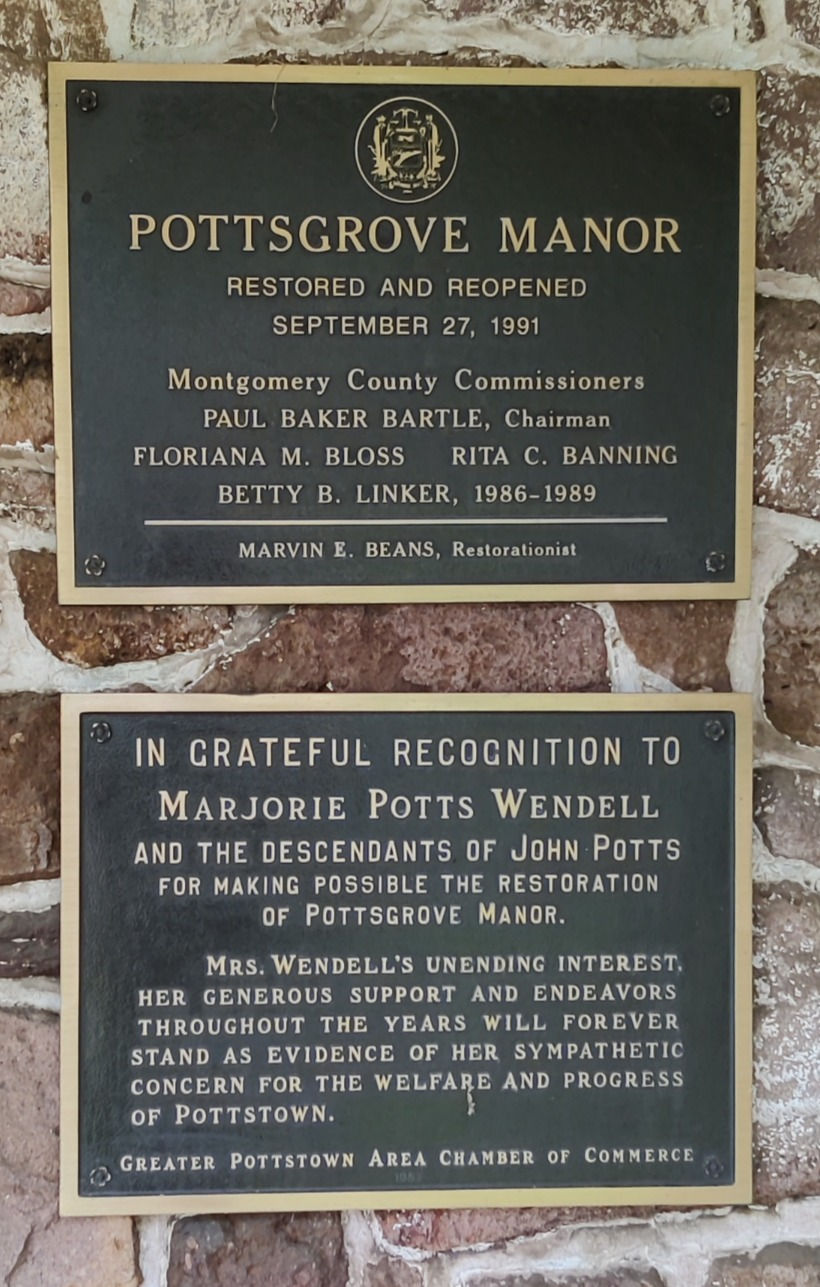 POTTSGROVE MANOR
RESTORED AND REOPENED
SEPTEMBER 27, 1991
Montgomery County Commissioners
PAUL BAKER BARTLE, Chairman
FLORIANA M. BLOSS RITA C. BANNING
BETTY B. LINKER, 1986-1989
MARVIN E. BEANS, Restorationist
IN GRATEFUL RECOGNITION TO
MARJORIE POTTS WENDELL
AND THE DESCENDANTS OF JOHN POTTS
FOR MAKING POSSIBLE THE RESTORATION
OF POTTSGROVE MANOR.
MRS. WENDELL'S UNENDING INTEREST,
HER GENEROUS SUPPORT AND ENDEAVORS
THROUGHOUT THE YEARS WILL FOREVER
STAND AS EVIDENCE OF HER SYMPATHETIC
CONCERN FOR THE WELFARE AND PROGRESS
OF POTTSTOWN.
GREATER POTTSTOWN AREA CHAMBER OF COMMERCE